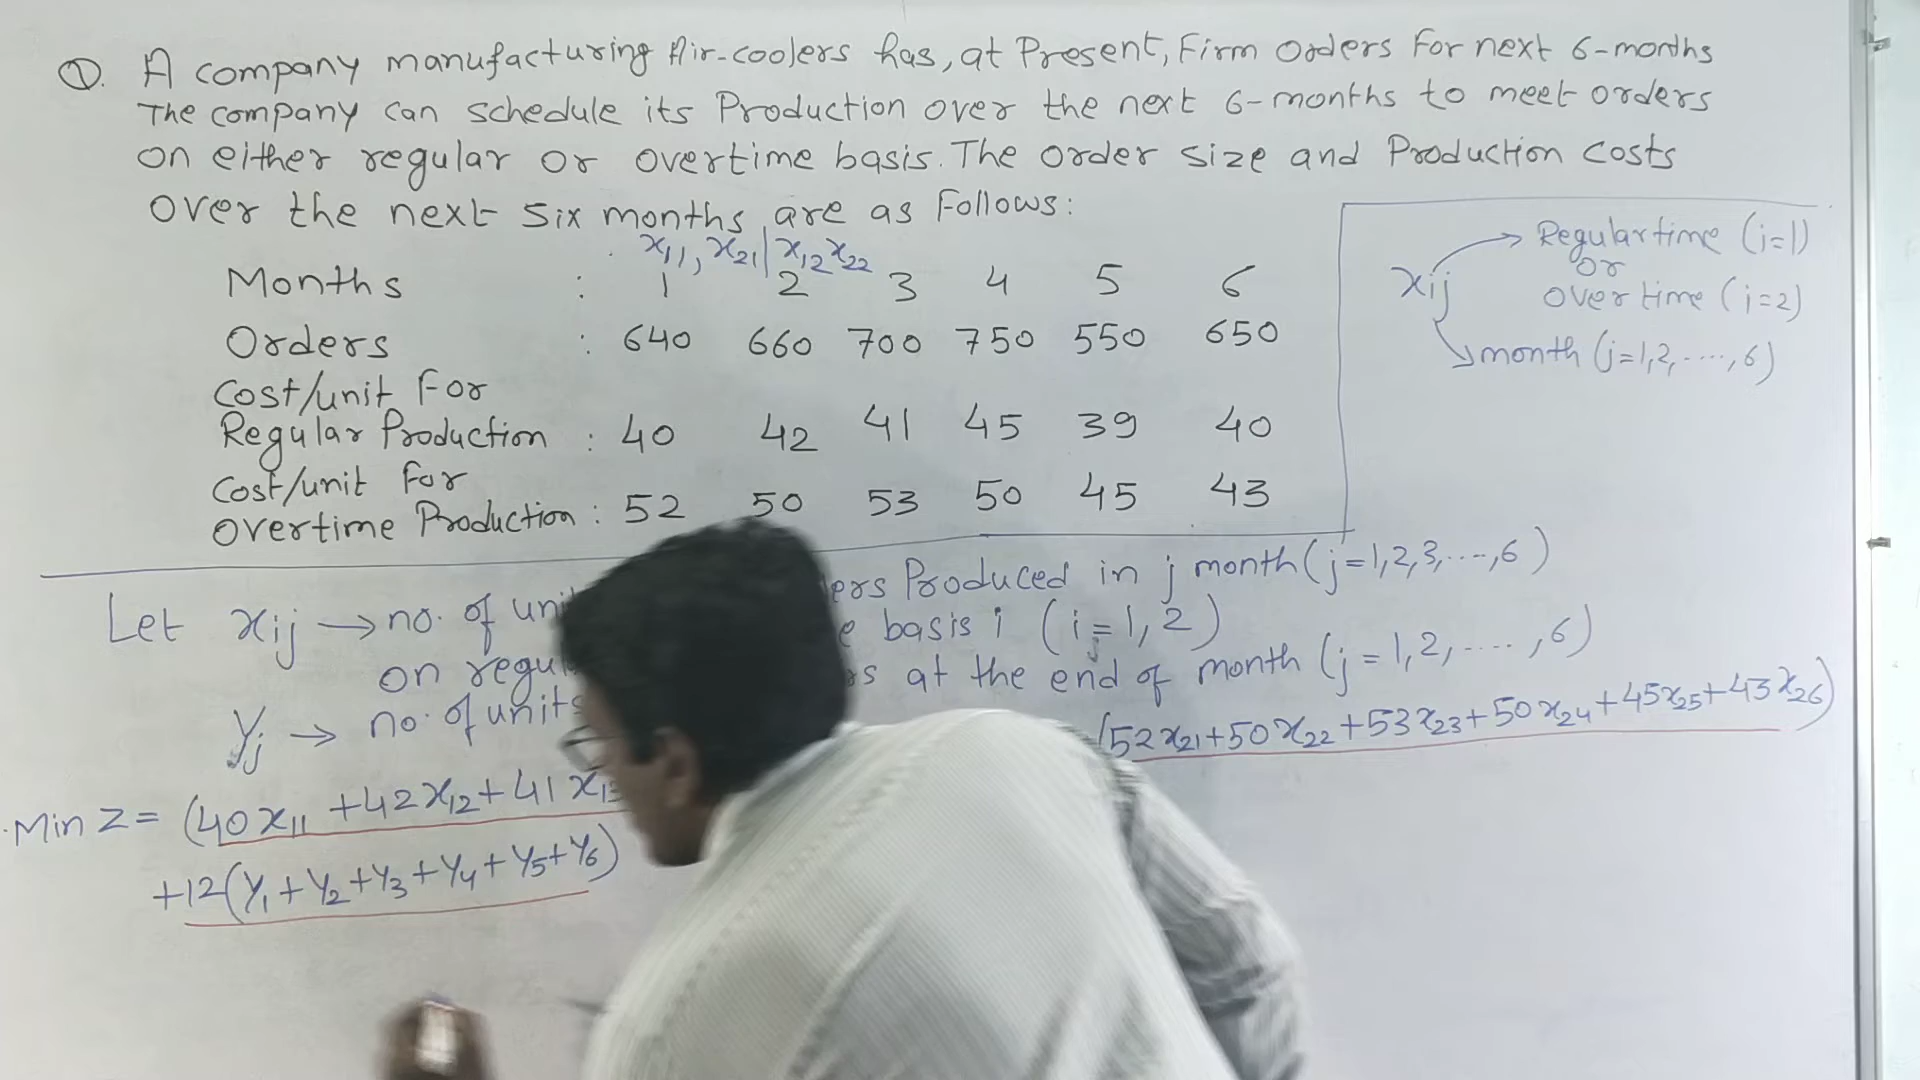 ①. A company manufacturing Air-coolers has, at Present, Firm Orders For next 6-months
The company can schedule its Production over the next 6-months to meet orders
on either regular or overtime basis. The order size and Production costs
over the next six months are as Follows:
x11, x21 | x12 x22
Months : 1 2 3 4 5 6
Orders : 640 660 700 750 550 650
Cost/unit For
Regular Production : 40 42 41 45 39 40
Cost/unit For
Overtime Production : 52 50 53 50 45 43
xij → Regular time (i=1)
or
over time (i=2)
→ month (j=1,2,....,6)
Let xij → no. of Produced in j month (j=1,2,3,....,6)
on basis i (i=1,2)
Yj → no. of units at the end of month (j=1,2,....,6)
Min Z = (40x11 + 42x12 + 41 (52x21+50x22+53x23+50x24+45x25+43x26)
+12(Y1+Y2+Y3+Y4+Y5+Y6)